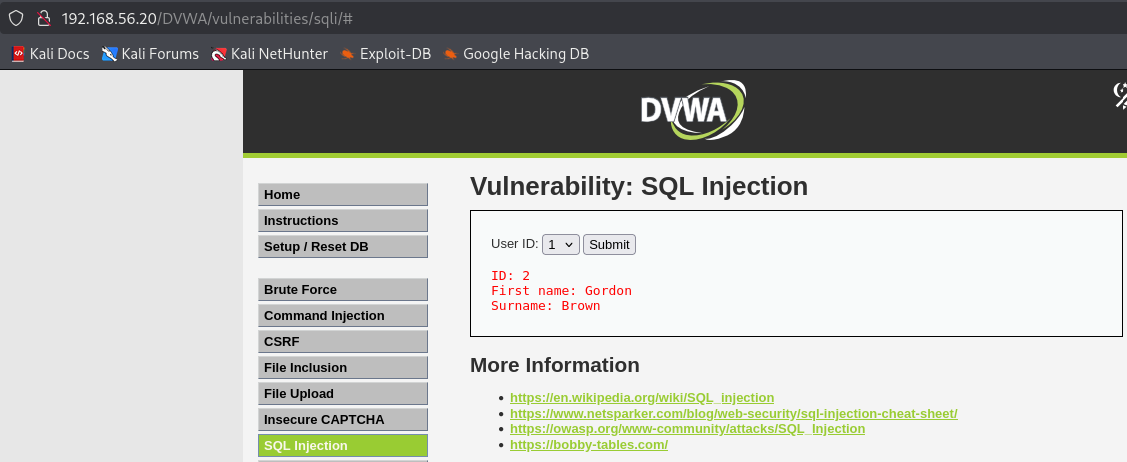 192.168.56.20/DVWA/vulnerabilities/sqli/#
Kali Docs Kali Forums Kali NetHunter Exploit-DB Google Hacking DB
DVWA
Home
Instructions
Setup / Reset DB
Brute Force
Command Injection
CSRF
File Inclusion
File Upload
Insecure CAPTCHA
SQL Injection
Vulnerability: SQL Injection
User ID: 1 Submit
ID: 2
First name: Gordon
Surname: Brown
More Information
https://en.wikipedia.org/wiki/SQL_injection
https://www.netsparker.com/blog/web-security/sql-injection-cheat-sheet/
https://owasp.org/www-community/attacks/SQL_Injection
https://bobby-tables.com/